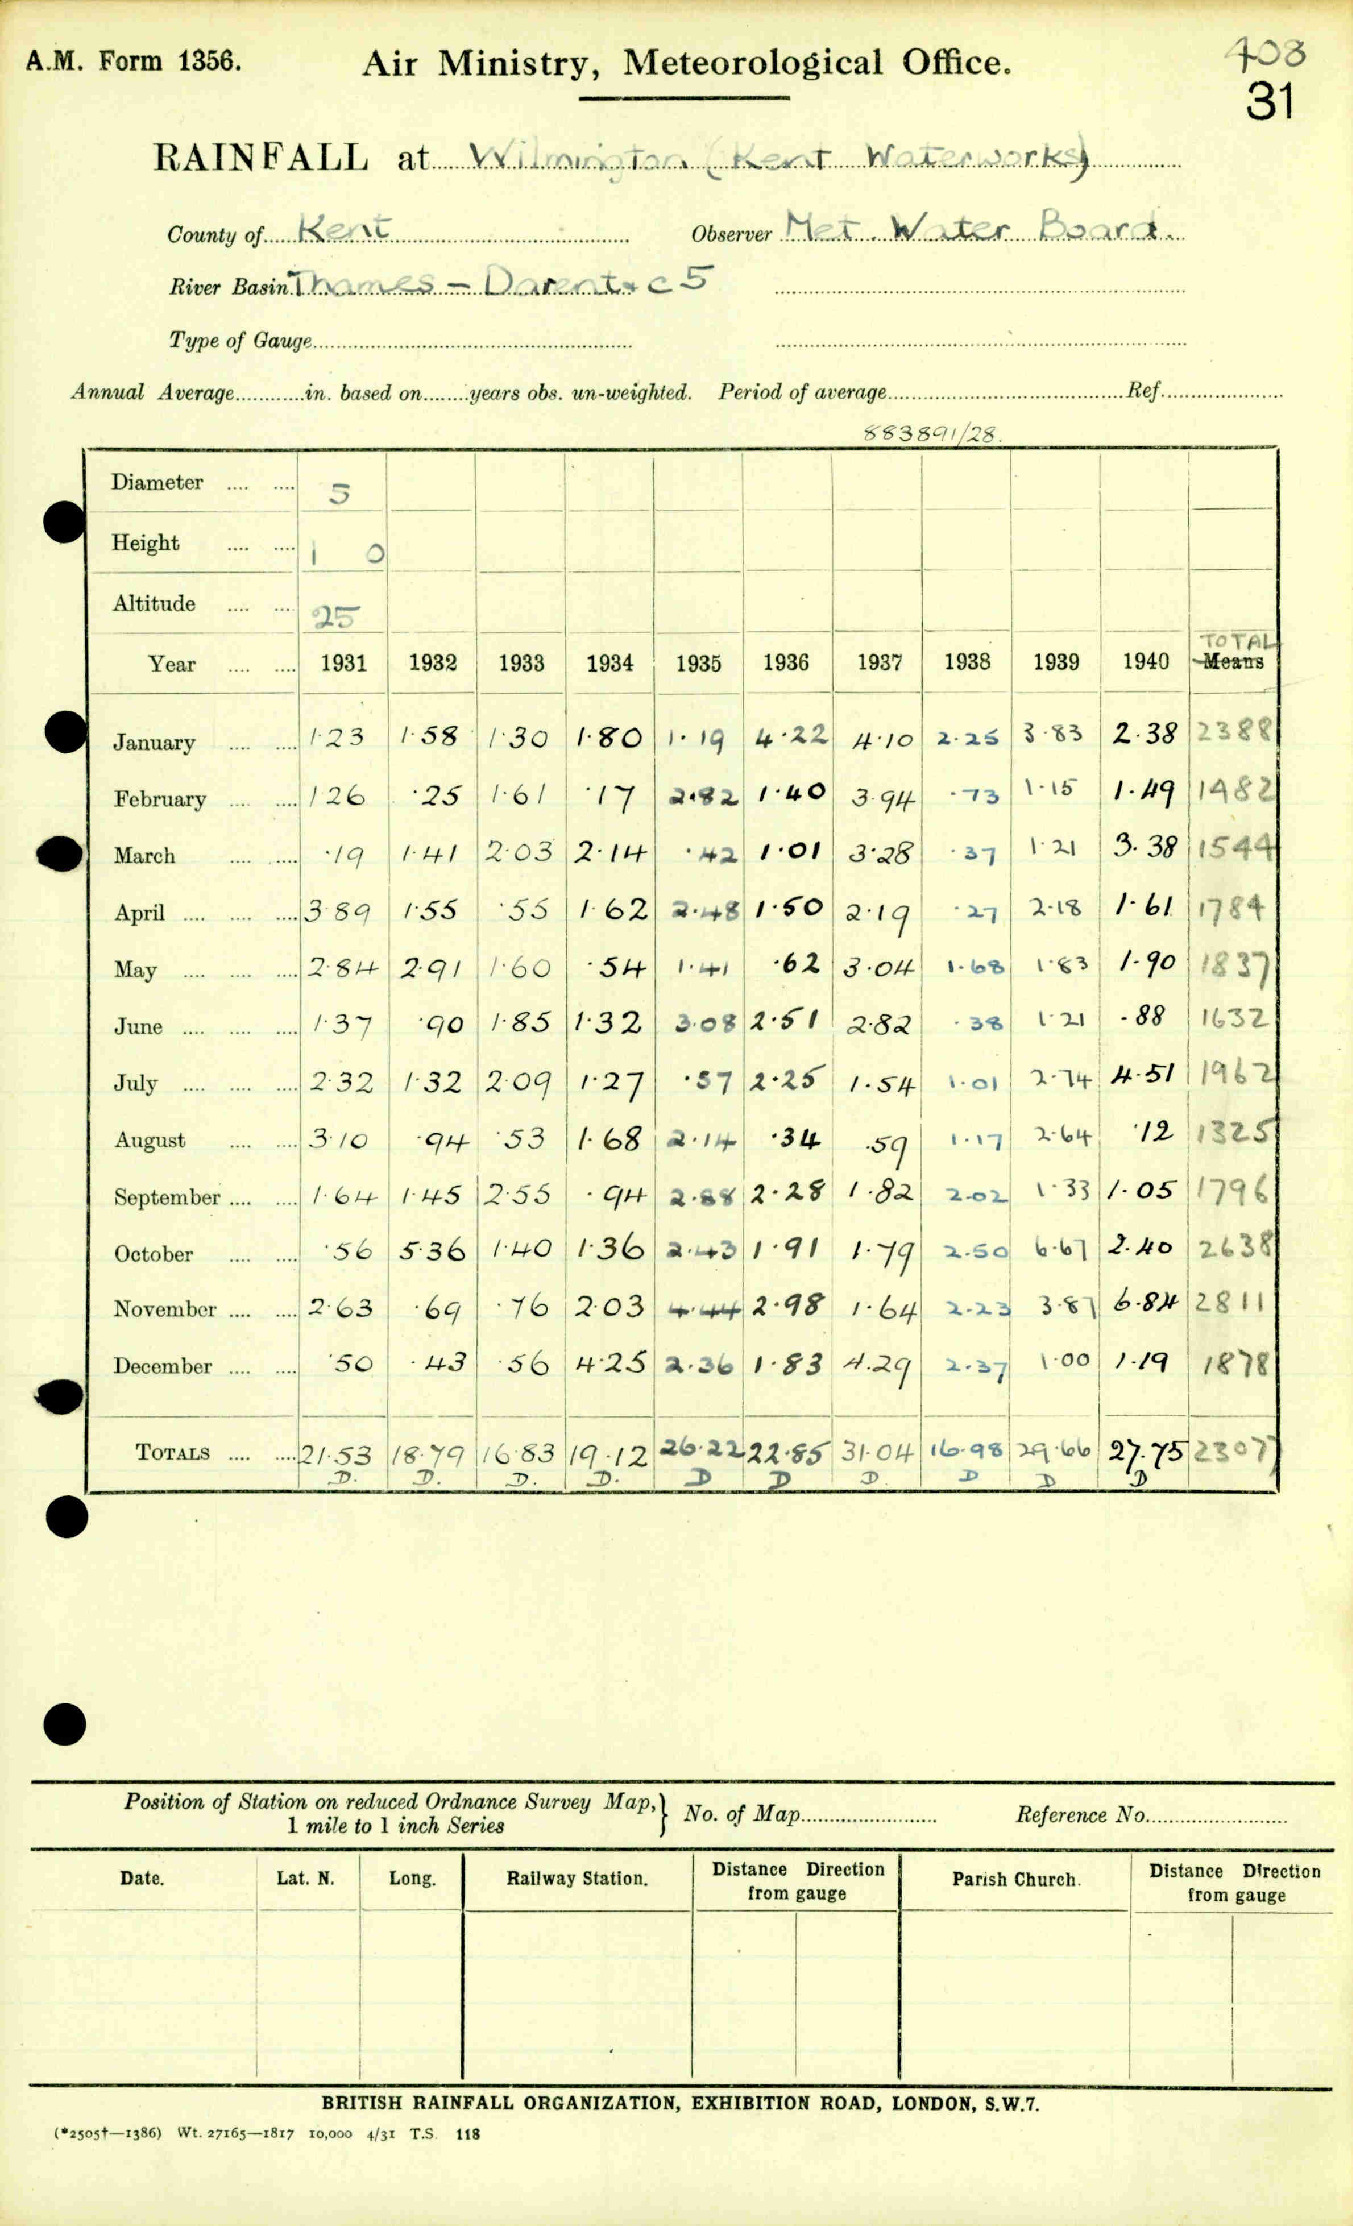 A.M. Form 1356.
Air Ministry, Meteorological Office.
408
31
RAINFALL at Wilmington (Kent Waterworks)
County of Kent Observer Met. Water Board.
River Basin Thames – Darent + c 5
Type of Gauge
Annual Average in. based on years obs. un-weighted. Period of average Ref.
883891/28.
Diameter 5
Height 1 0
Altitude 25
TOTAL
Year 1931 1932 1933 1934 1935 1936 1937 1938 1939 1940 Means
January 1·23 1·58 1·30 1·80 1·19 4·22 4·10 2·25 3·83 2·38 2388
February 1·26 ·25 1·61 ·17 2·82 1·40 3·94 ·73 1·15 1·49 1482
March ·19 1·41 2·03 2·14 ·42 1·01 3·28 ·37 1·21 3·38 1544
April 3·89 1·55 ·55 1·62 2·48 1·50 2·19 ·27 2·18 1·61 1784
May 2·84 2·91 1·60 ·54 1·41 ·62 3·04 1·68 1·83 1·90 1837
June 1·37 ·90 1·85 1·32 3·08 2·51 2·82 ·38 1·21 ·88 1632
July 2·32 1·32 2·09 1·27 ·57 2·25 1·54 1·01 2·74 4·51 1962
August 3·10 ·94 ·53 1·68 2·14 ·34 ·59 1·17 2·64 ·12 1325
September 1·64 1·45 2·55 ·94 2·88 2·28 1·82 2·02 1·33 1·05 1796
October ·56 5·36 1·40 1·36 2·43 1·91 1·79 2·50 6·67 2·40 2638
November 2·63 ·69 ·76 2·03 4·44 2·98 1·64 2·23 3·87 6·84 2811
December ·50 ·43 ·56 4·25 2·36 1·83 4·29 2·37 1·00 1·19 1878
TOTALS 21·53 18·79 16·83 19·12 26·22 22·85 31·04 16·98 29·66 27·75 23077
D. D. D. D. D D D. D D D
Position of Station on reduced Ordnance Survey Map, 1 mile to 1 inch Series } No. of Map Reference No.
Date. Lat. N. Long. Railway Station. Distance Direction from gauge Parish Church. Distance Direction from gauge
BRITISH RAINFALL ORGANIZATION, EXHIBITION ROAD, LONDON, S.W.7.
(*2505†—1386) Wt. 27165—1817 10,000 4/31 T.S. 118